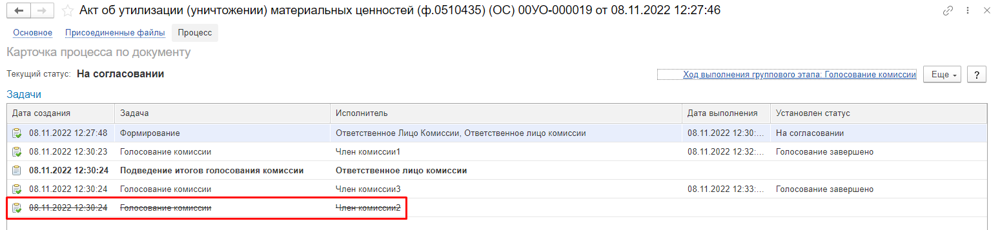 Акт об утилизации (уничтожении) материальных ценностей (ф.0510435) (ОС) 00УО-000019 от 08.11.2022 12:27:46
Основное Присоединенные файлы Процесс
Карточка процесса по документу
Текущий статус: На согласовании Ход выполнения группового этапа: Голосование комиссии Еще ?
Задачи
Дата создания Задача Исполнитель Дата выполнения Установлен статус
08.11.2022 12:27:48 Формирование Ответственное Лицо Комиссии, Ответственное лицо комиссии 08.11.2022 12:30:... На согласовании
08.11.2022 12:30:23 Голосование комиссии Член комиссии1 08.11.2022 12:32:... Голосование завершено
08.11.2022 12:30:24 Подведение итогов голосования комиссии Ответственное лицо комиссии
08.11.2022 12:30:24 Голосование комиссии Член комиссии3 08.11.2022 12:33:... Голосование завершено
08.11.2022 12:30:24 Голосование комиссии Член комиссии2